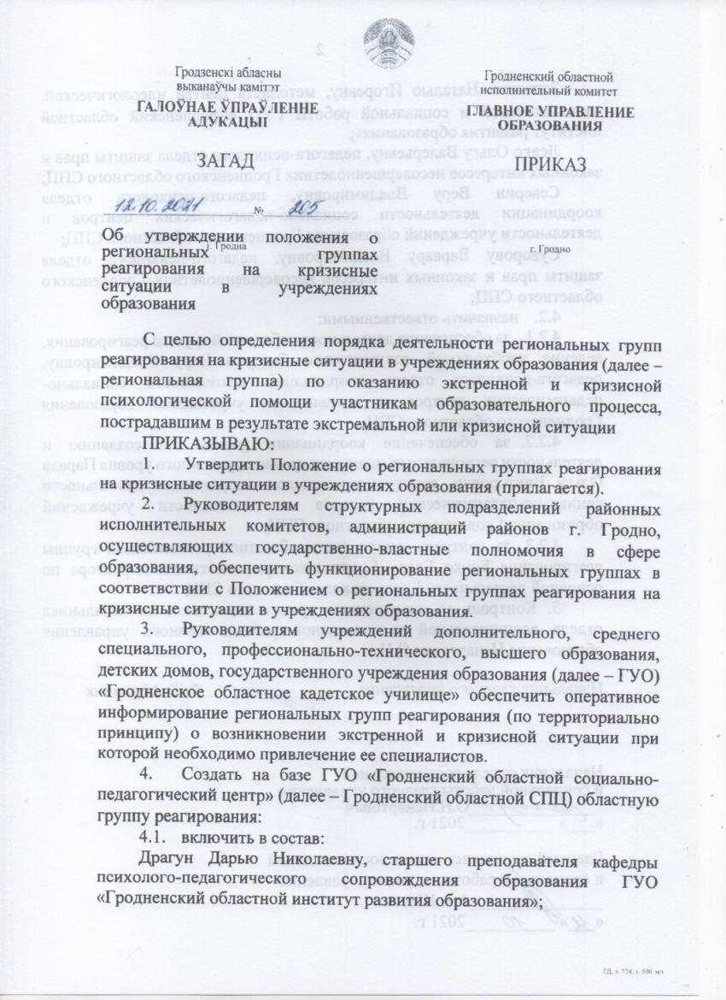 Гродзенскі абласны
выканаўчы камітэт
ГАЛОЎНАЕ ЎПРАЎЛЕННЕ
АДУКАЦЫІ
ЗАГАД
Гродненский областной
исполнительный комитет
ГЛАВНОЕ УПРАВЛЕНИЕ
ОБРАЗОВАНИЯ
ПРИКАЗ
12.10.2021 № 205
г. Гродна
г. Гродно
Об утверждении положения о
региональных группах
реагирования на кризисные
ситуации в учреждениях
образования
С целью определения порядка деятельности региональных групп
реагирования на кризисные ситуации в учреждениях образования (далее –
региональная группа) по оказанию экстренной и кризисной
психологической помощи участникам образовательного процесса,
пострадавшим в результате экстремальной или кризисной ситуации
ПРИКАЗЫВАЮ:
1. Утвердить Положение о региональных группах реагирования
на кризисные ситуации в учреждениях образования (прилагается).
2. Руководителям структурных подразделений районных
исполнительных комитетов, администраций районов г. Гродно,
осуществляющих государственно-властные полномочия в сфере
образования, обеспечить функционирование региональных группах в
соответвствии с Положением о региональных группах реагирования на
кризисные ситуации в учреждениях образования.
3. Руководителям учреждений дополнительного, среднего
специального, профессионально-технического, высшего образования,
детских домов, государственного учреждения образования (далее – ГУО)
«Гродненское областное кадетское училище» обеспечить оперативное
информирование региональных групп реагирования (по территориально
принципу) о возникновении экстренной и кризисной ситуации при
которой необходимо привлечение ее специалистов.
4. Создать на базе ГУО «Гродненский областной социально-
педагогический центр» (далее – Гродненский областной СПЦ) областную
группу реагирования:
4.1. включить в состав:
Драгун Дарью Николаевну, старшего преподавателя кафедры
психолого-педагогического сопровождения образования ГУО
«Гродненский областной институт развития образования»;
ГД, з. 724, т. 500 экз